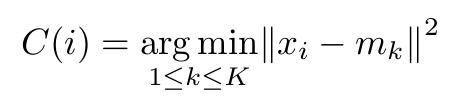 C(i) = arg min ‖x_i − m_k‖^2
1≤k≤K